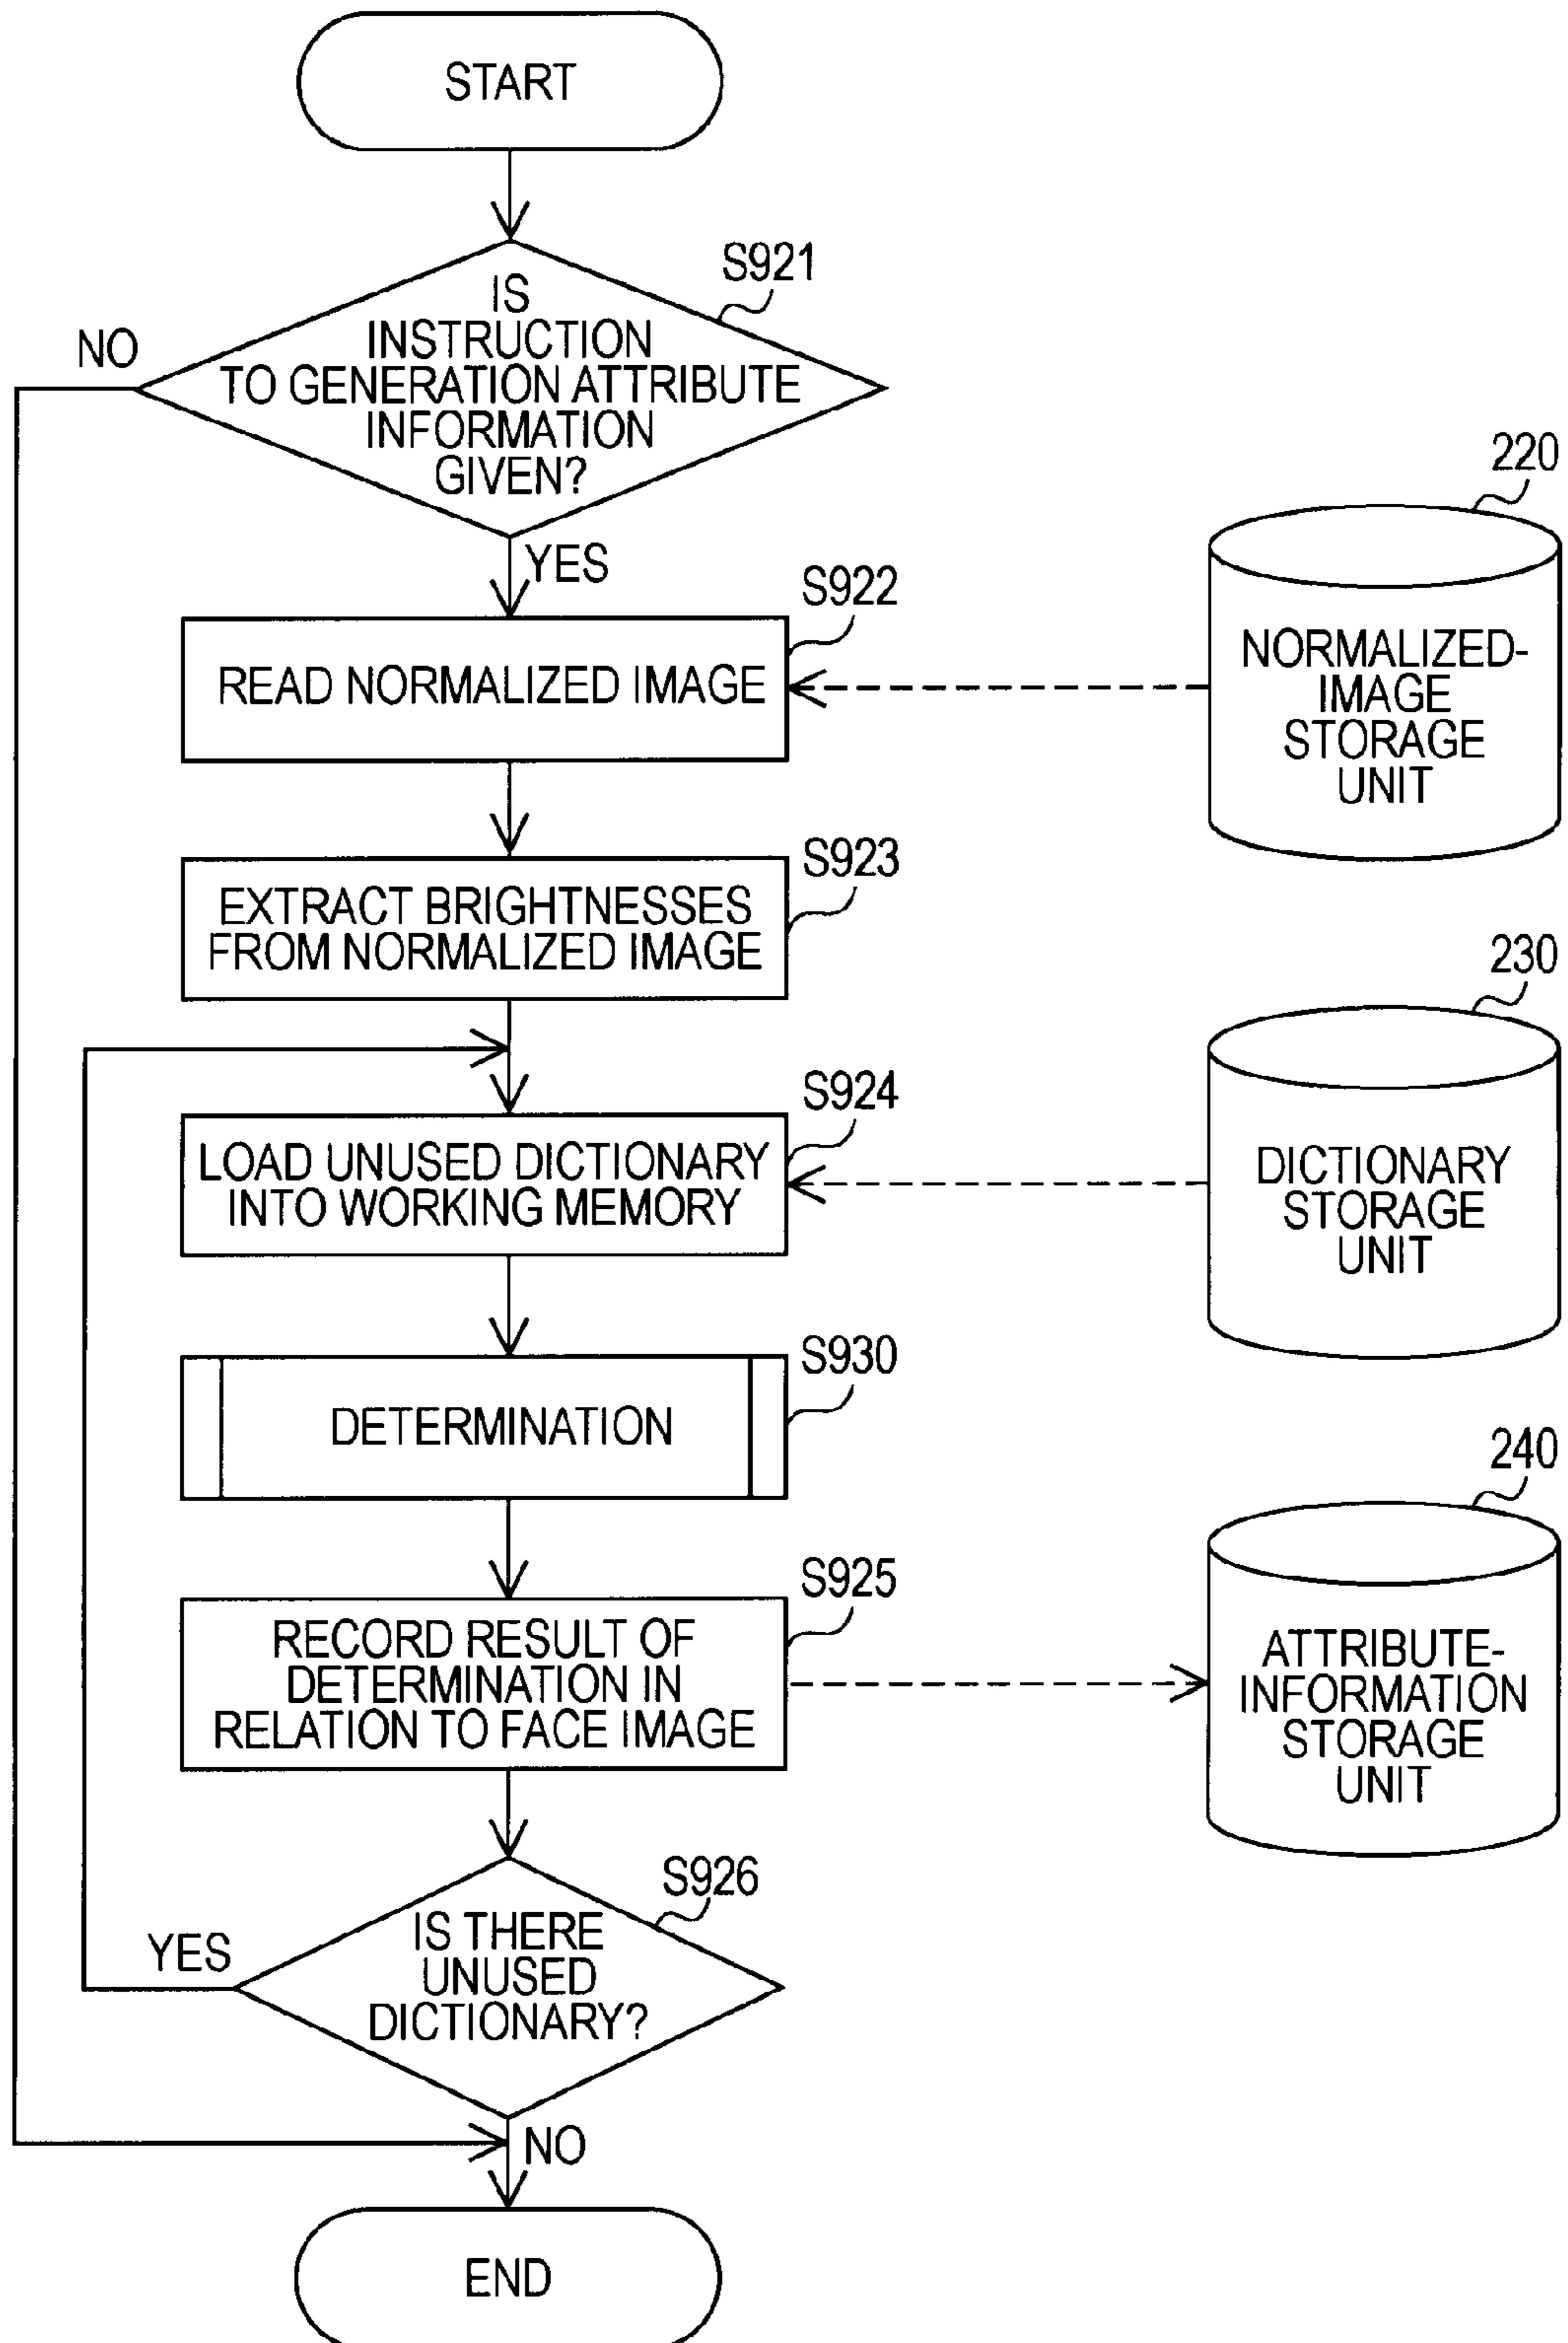 START
S921
IS
INSTRUCTION
TO GENERATION ATTRIBUTE
INFORMATION
GIVEN?
NO
YES
S922
READ NORMALIZED IMAGE
220
NORMALIZED-
IMAGE
STORAGE
UNIT
S923
EXTRACT BRIGHTNESSES
FROM NORMALIZED IMAGE
S924
LOAD UNUSED DICTIONARY
INTO WORKING MEMORY
230
DICTIONARY
STORAGE
UNIT
S930
DETERMINATION
S925
RECORD RESULT OF
DETERMINATION IN
RELATION TO FACE IMAGE
240
ATTRIBUTE-
INFORMATION
STORAGE
UNIT
S926
IS THERE
UNUSED
DICTIONARY?
YES
NO
END